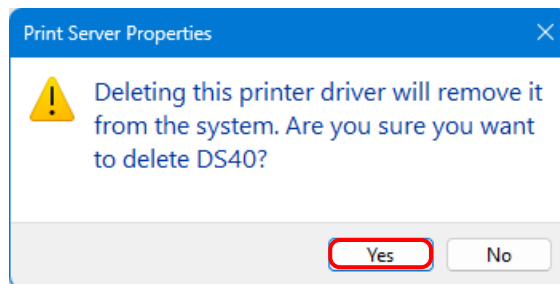 Print Server Properties
Deleting this printer driver will remove it
from the system. Are you sure you want
to delete DS40?
Yes
No